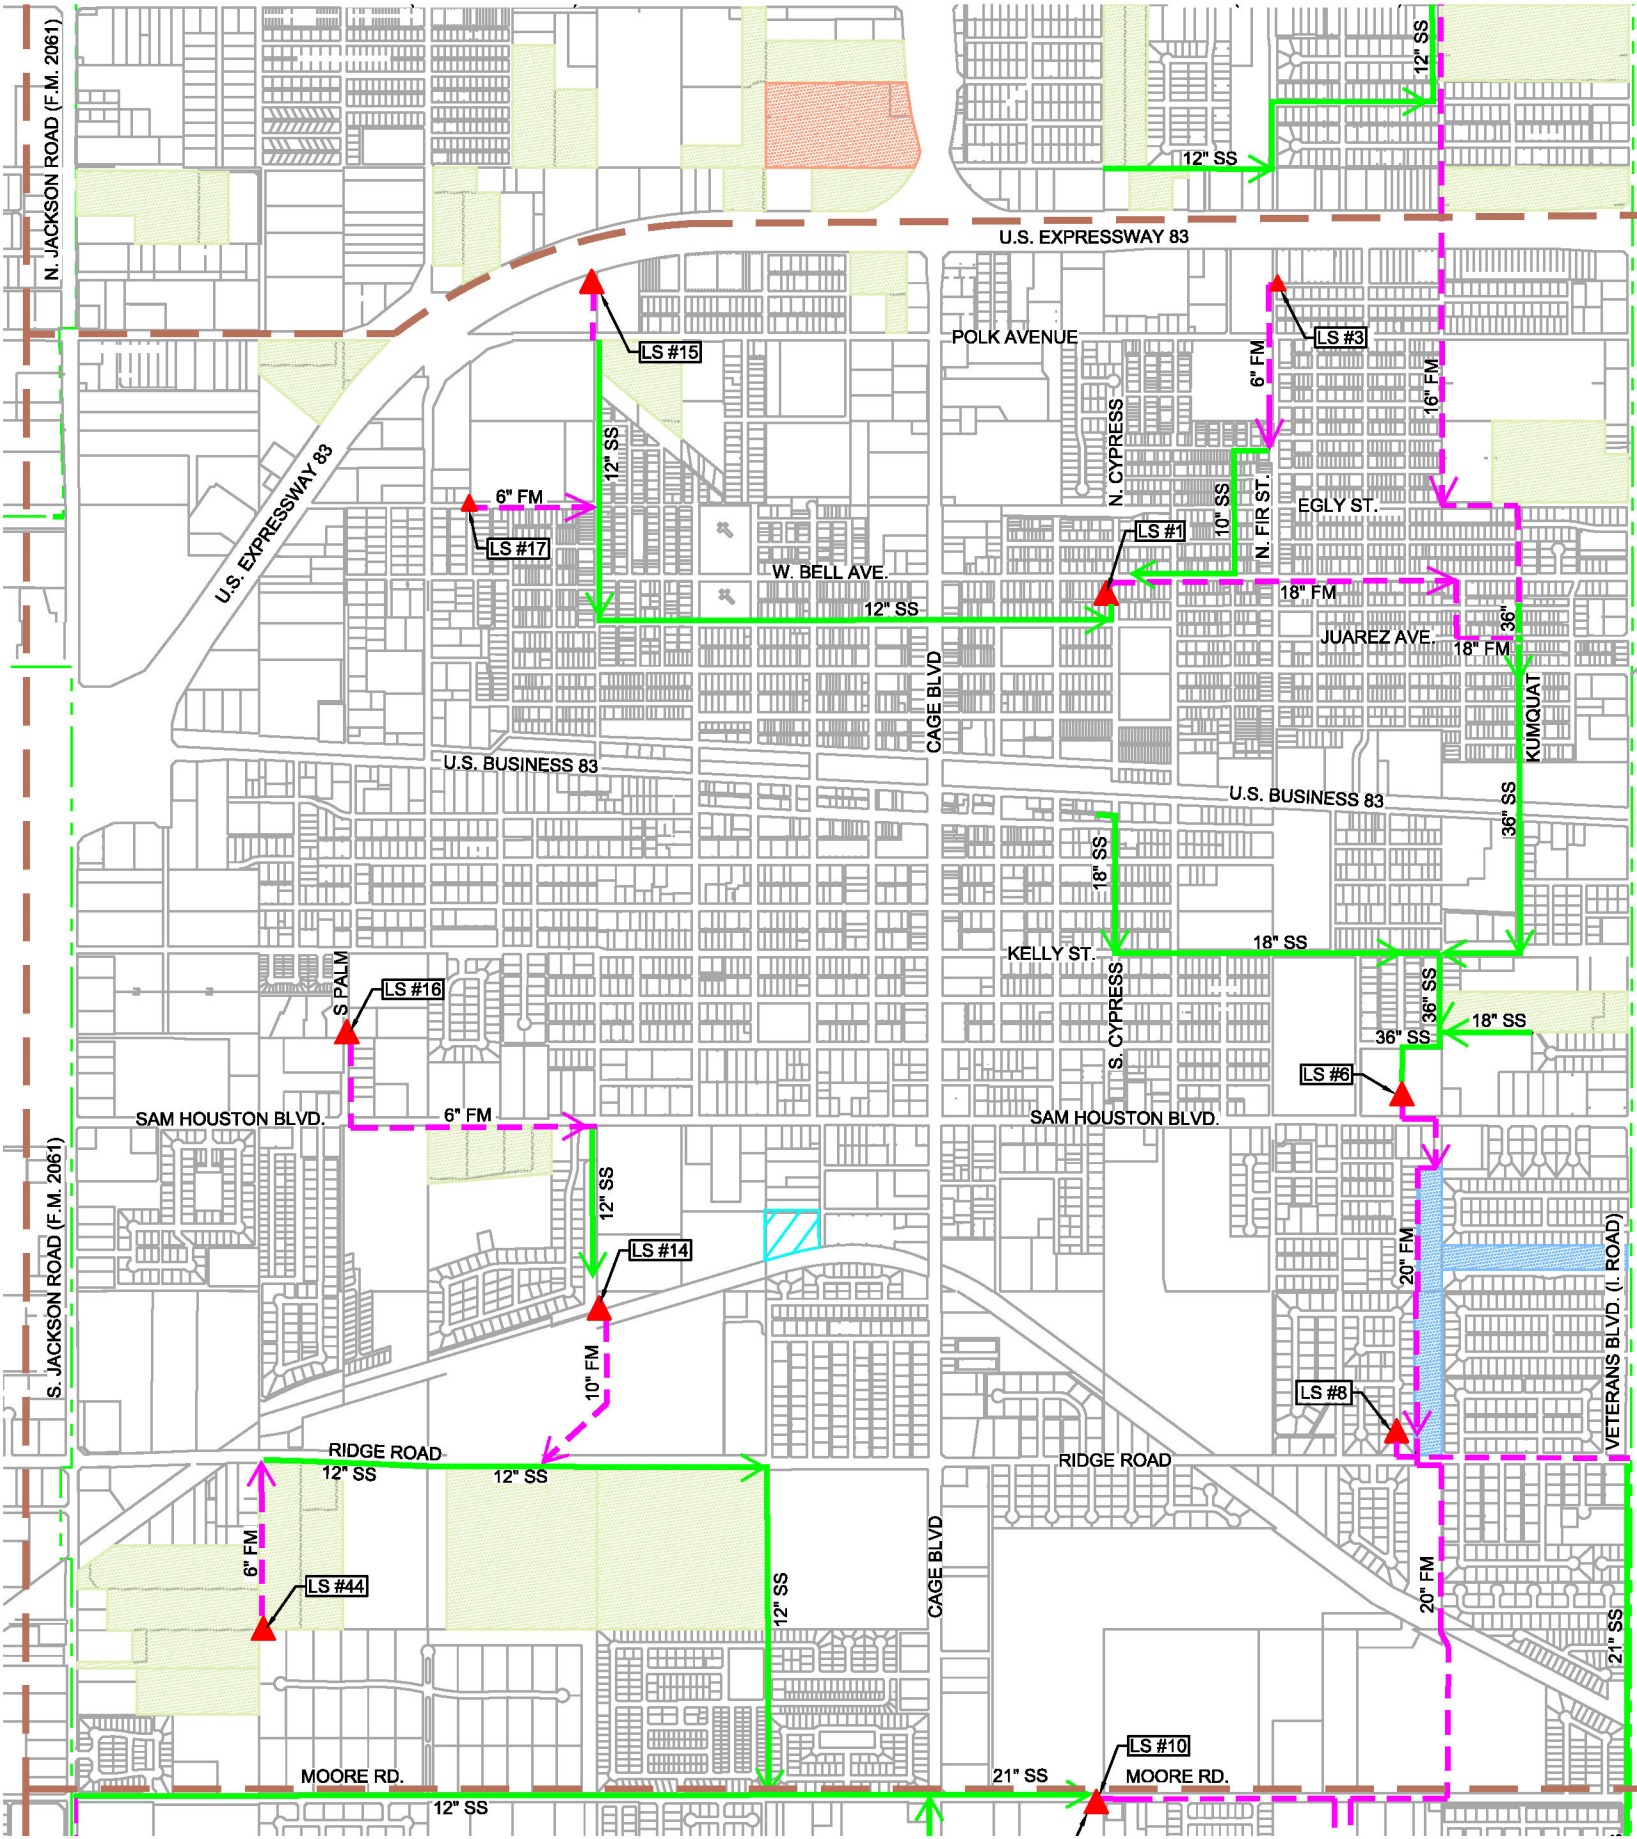 12" SS
N. JACKSON ROAD (F.M. 2061)
12" SS
U.S. EXPRESSWAY 83
POLK AVENUE
LS #3
LS #15
6" FM
16" FM
N. CYPRESS
12" SS
U.S. EXPRESSWAY 83
6" FM
10" SS
N. FIR ST.
EGLY ST.
LS #1
LS #17
W. BELL AVE.
18" FM
12" SS
36"
JUAREZ AVE.
18" FM
CAGE BLVD
KUMQUAT
U.S. BUSINESS 83
U.S. BUSINESS 83
36" SS
18" SS
18" SS
KELLY ST.
S PALM
LS #16
S. CYPRESS
36" SS
18" SS
36" SS
LS #6
6" FM
SAM HOUSTON BLVD.
SAM HOUSTON BLVD.
12" SS
S. JACKSON ROAD (F.M. 2061)
LS #14
20" FM
VETERANS BLVD. (I. ROAD)
10" FM
LS #8
RIDGE ROAD
RIDGE ROAD
12" SS
12" SS
6" FM
CAGE BLVD
LS #44
12" SS
20" FM
21" SS
LS #10
MOORE RD.
21" SS
MOORE RD.
12" SS